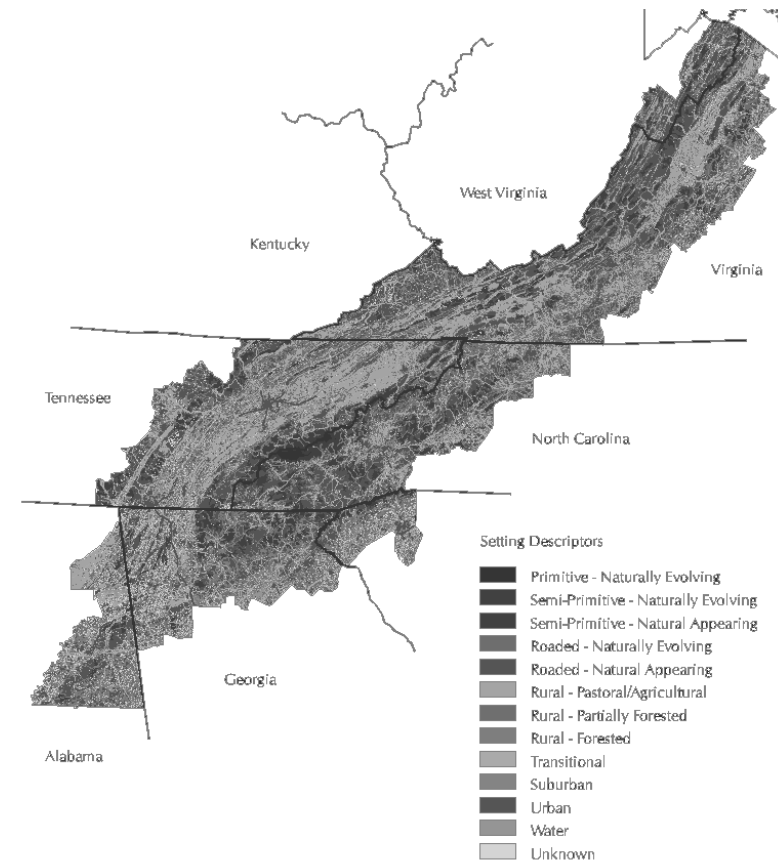 West Virginia
Kentucky
Virginia
Tennessee
North Carolina
Georgia
Alabama
Setting Descriptors
Primitive - Naturally Evolving
Semi-Primitive - Naturally Evolving
Semi-Primitive - Natural Appearing
Roaded - Naturally Evolving
Roaded - Natural Appearing
Rural - Pastoral/Agricultural
Rural - Partially Forested
Rural - Forested
Transitional
Suburban
Urban
Water
Unknown